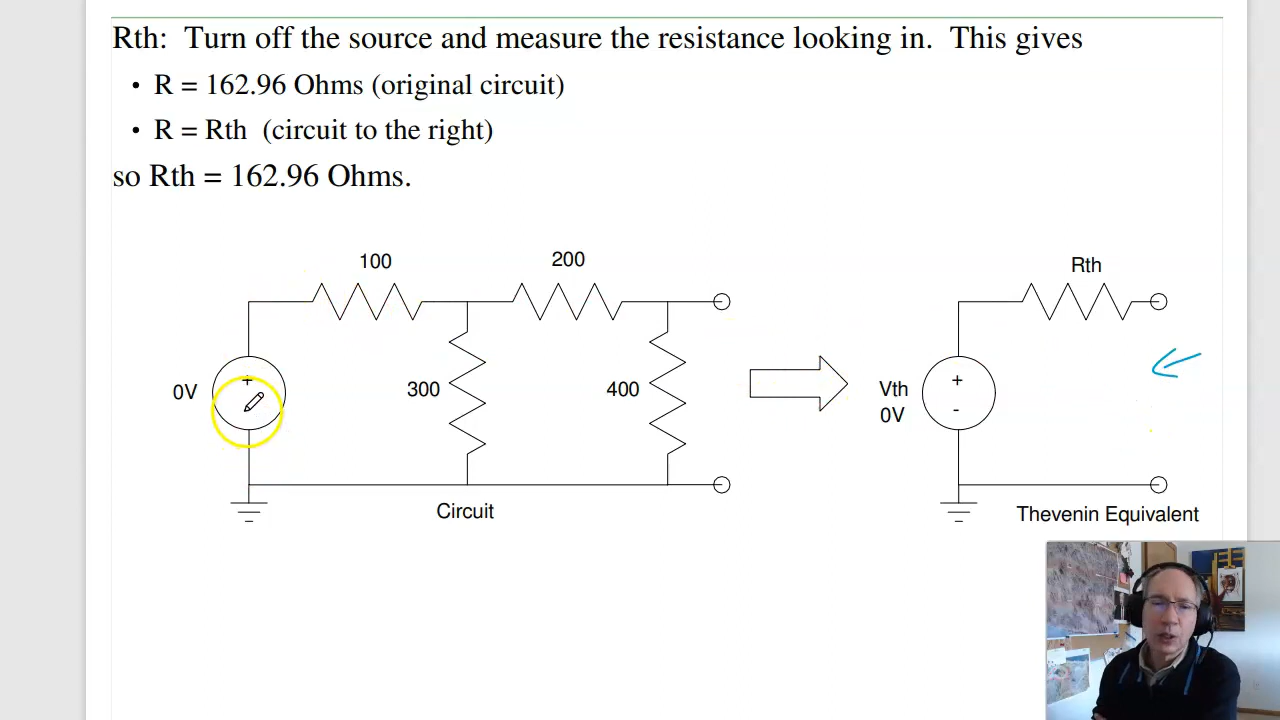 Rth: Turn off the source and measure the resistance looking in. This gives
• R = 162.96 Ohms (original circuit)
• R = Rth (circuit to the right)
so Rth = 162.96 Ohms.
100
200
Rth
0V
+
300
400
Vth
0V
+
-
Circuit
Thevenin Equivalent